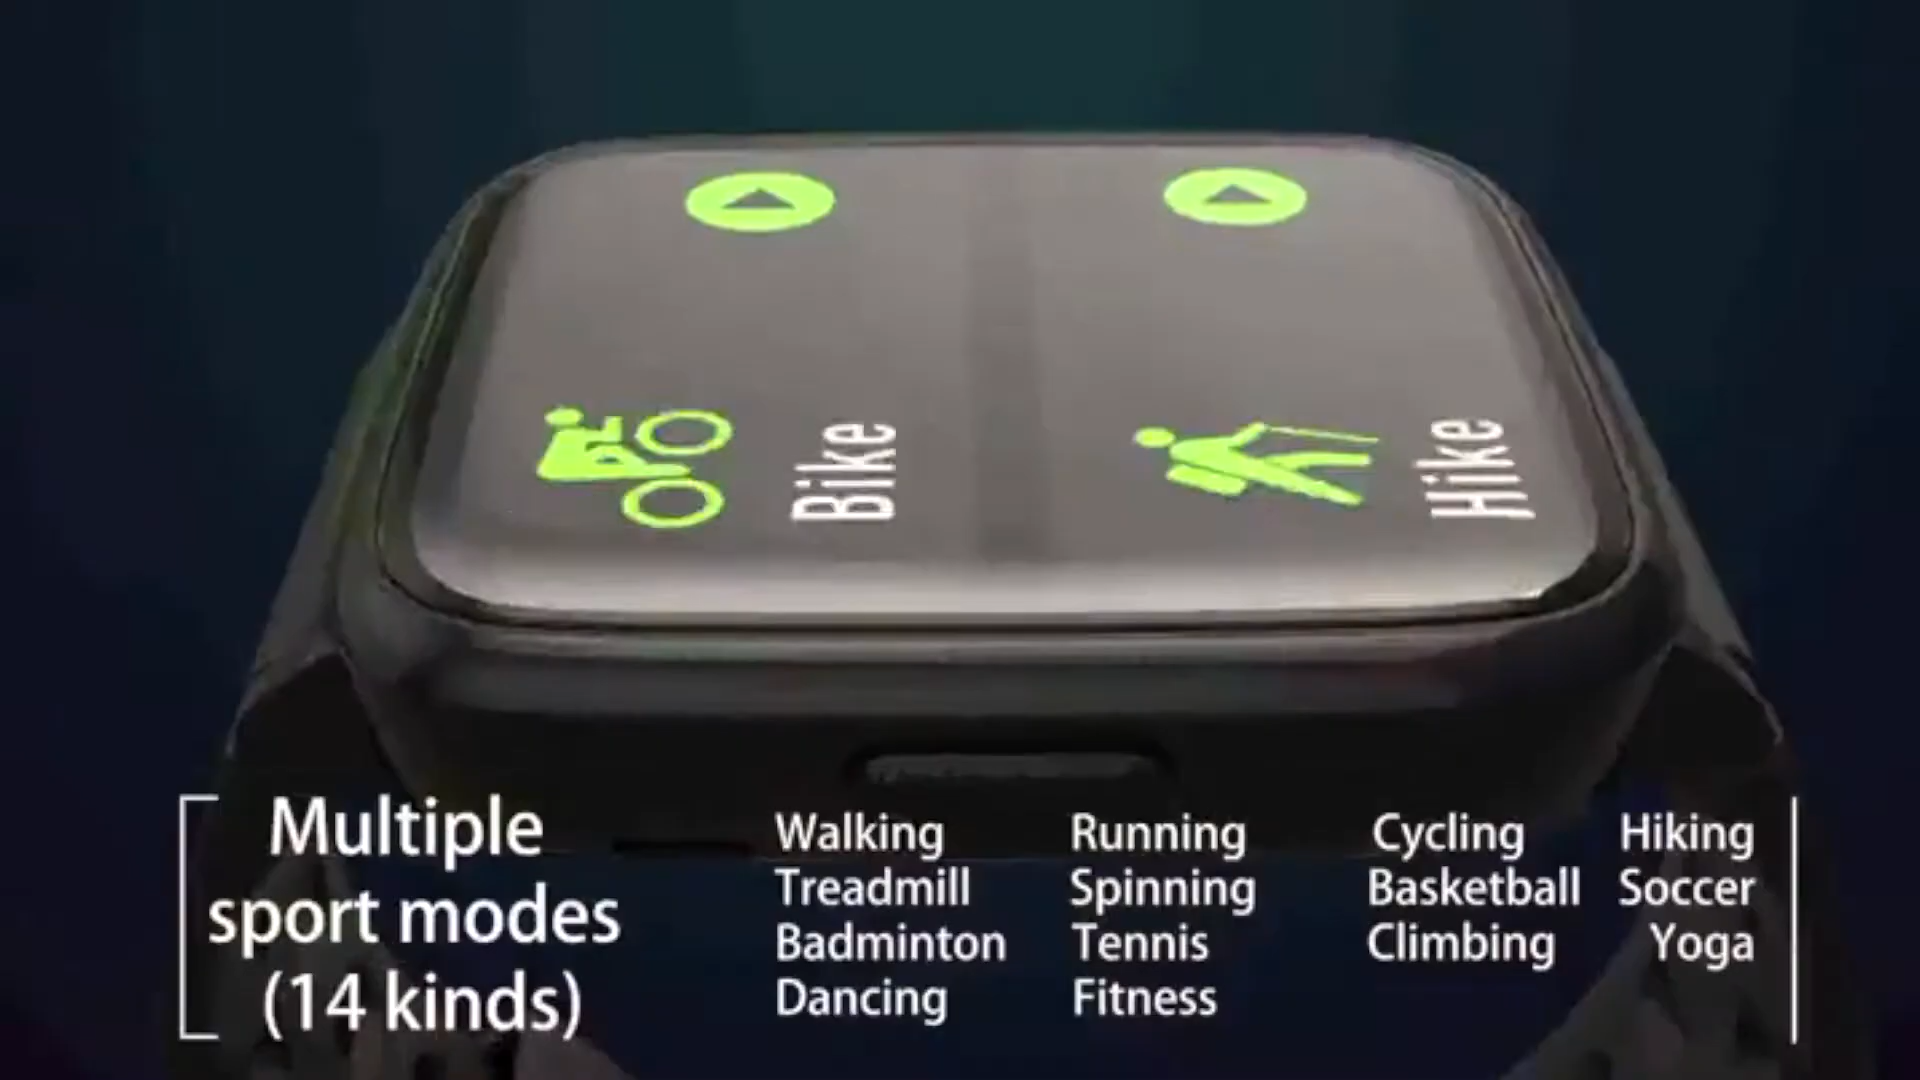 Bike
Hike
Multiple
sport modes
(14 kinds)
Walking Running Cycling Hiking
Treadmill Spinning Basketball Soccer
Badminton Tennis Climbing Yoga
Dancing Fitness